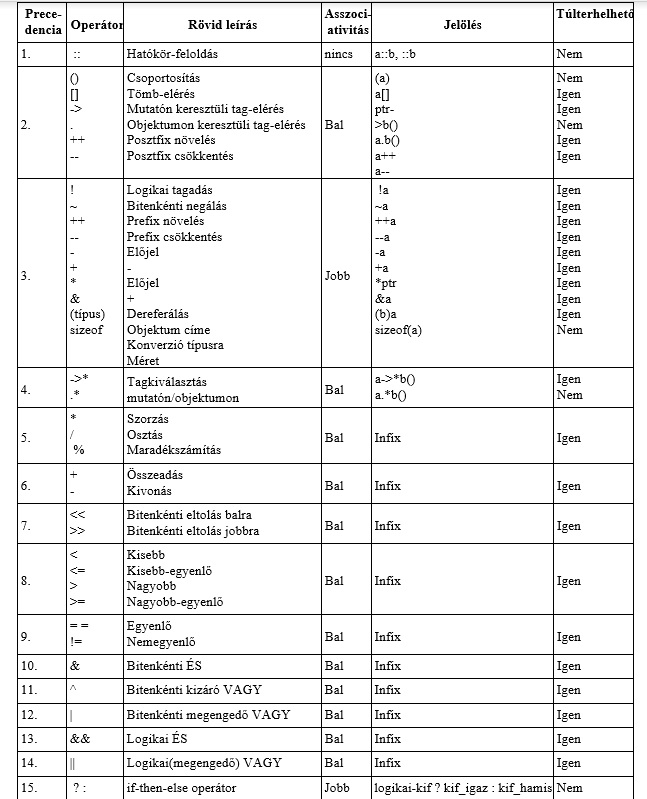 Prece-dencia Operátor Rövid leírás Asszoci-ativitás Jelölés Túlterhelhető
1. :: Hatókör-feloldás nincs a::b, ::b Nem
() Csoportosítás (a) Nem
[] Tömb-elérés a[] Igen
-> Mutatón keresztüli tag-elérés ptr- Igen
2. . Objektumon keresztüli tag-elérés Bal >b() Nem
++ Posztfix növelés a.b() Igen
-- Posztfix csökkentés a++ Igen
a--
! Logikai tagadás !a Igen
~ Bitenkénti negálás ~a Igen
++ Prefix növelés ++a Igen
-- Prefix csökkentés --a Igen
- Előjel -a Igen
+ - +a Igen
3. * Előjel Jobb *ptr Igen
& + &a Igen
(típus) Dereferálás (b)a Igen
sizeof Objektum címe sizeof(a) Nem
Konverzió típusra
Méret
->* Tagkiválasztás a->*b() Igen
4. .* mutatón/objektumon Bal a.*b() Nem
* Szorzás
5. / Osztás Bal Infix Igen
% Maradékszámítás
+ Összeadás
6. - Kivonás Bal Infix Igen
<< Bitenkénti eltolás balra
7. >> Bitenkénti eltolás jobbra Bal Infix Igen
< Kisebb
<= Kisebb-egyenlő
8. > Nagyobb Bal Infix Igen
>= Nagyobb-egyenlő
= = Egyenlő
9. != Nemegyenlő Bal Infix Igen
10. & Bitenkénti ÉS Bal Infix Igen
11. ^ Bitenkénti kizáró VAGY Bal Infix Igen
12. | Bitenkénti megengedő VAGY Bal Infix Igen
13. && Logikai ÉS Bal Infix Igen
14. || Logikai(megengedő) VAGY Bal Infix Igen
15. ? : if-then-else operátor Jobb logikai-kif ? kif_igaz : kif_hamis Nem